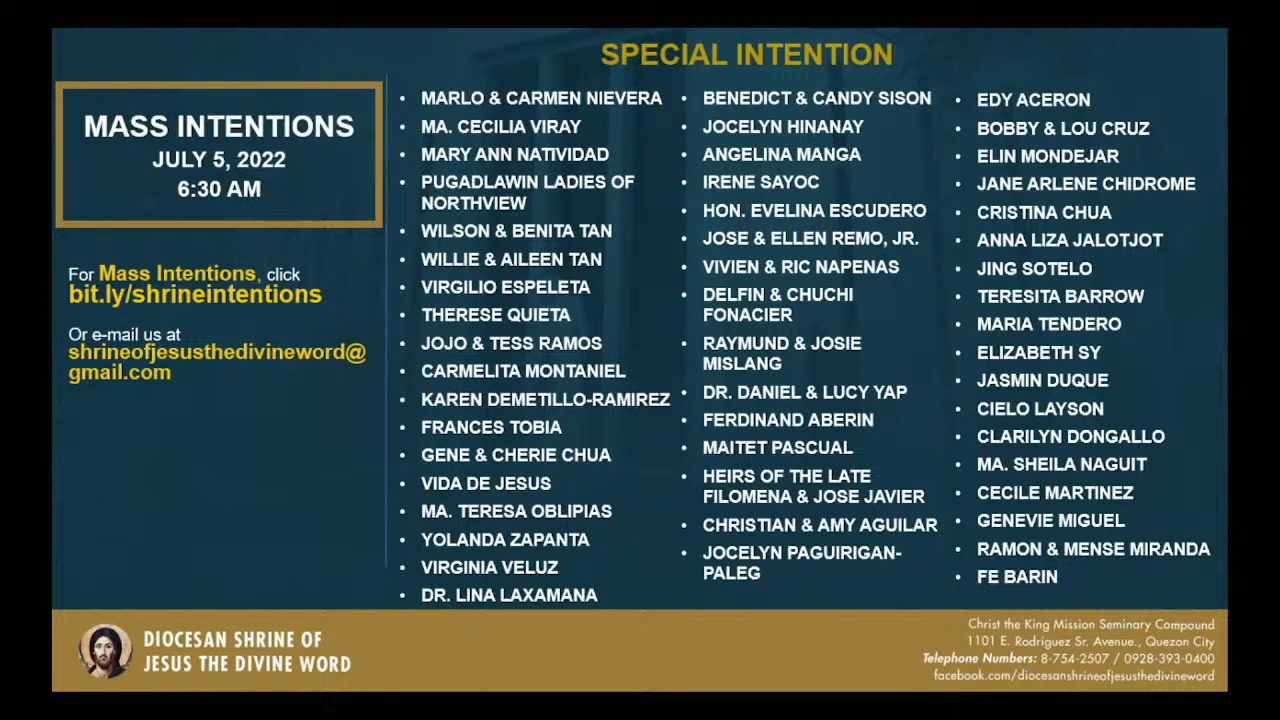 SPECIAL INTENTION
MASS INTENTIONS
JULY 5, 2022
6:30 AM
For Mass Intentions, click
bit.ly/shrineintentions
Or e-mail us at
shrineofjesusthedivineword@
gmail.com
• MARLO & CARMEN NIEVERA
• MA. CECILIA VIRAY
• MARY ANN NATIVIDAD
• PUGADLAWIN LADIES OF
NORTHVIEW
• WILSON & BENITA TAN
• WILLIE & AILEEN TAN
• VIRGILIO ESPELETA
• THERESE QUIETA
• JOJO & TESS RAMOS
• CARMELITA MONTANIEL
• KAREN DEMETILLO-RAMIREZ
• FRANCES TOBIA
• GENE & CHERIE CHUA
• VIDA DE JESUS
• MA. TERESA OBLIPIAS
• YOLANDA ZAPANTA
• VIRGINIA VELUZ
• DR. LINA LAXAMANA
• BENEDICT & CANDY SISON
• JOCELYN HINANAY
• ANGELINA MANGA
• IRENE SAYOC
• HON. EVELINA ESCUDERO
• JOSE & ELLEN REMO, JR.
• VIVIEN & RIC NAPENAS
• DELFIN & CHUCHI
FONACIER
• RAYMUND & JOSIE
MISLANG
• DR. DANIEL & LUCY YAP
• FERDINAND ABERIN
• MAITET PASCUAL
• HEIRS OF THE LATE
FILOMENA & JOSE JAVIER
• CHRISTIAN & AMY AGUILAR
• JOCELYN PAGUIRIGAN-
PALEG
• EDY ACERON
• BOBBY & LOU CRUZ
• ELIN MONDEJAR
• JANE ARLENE CHIDROME
• CRISTINA CHUA
• ANNA LIZA JALOTJOT
• JING SOTELO
• TERESITA BARROW
• MARIA TENDERO
• ELIZABETH SY
• JASMIN DUQUE
• CIELO LAYSON
• CLARILYN DONGALLO
• MA. SHEILA NAGUIT
• CECILE MARTINEZ
• GENEVIE MIGUEL
• RAMON & MENSE MIRANDA
• FE BARIN
DIOCESAN SHRINE OF
JESUS THE DIVINE WORD
Christ the King Mission Seminary Compound
1101 E. Rodriguez Sr. Avenue., Quezon City
Telephone Numbers: 8-754-2507 / 0928-393-0400
facebook.com/diocesanshrineofjesusthedivineword